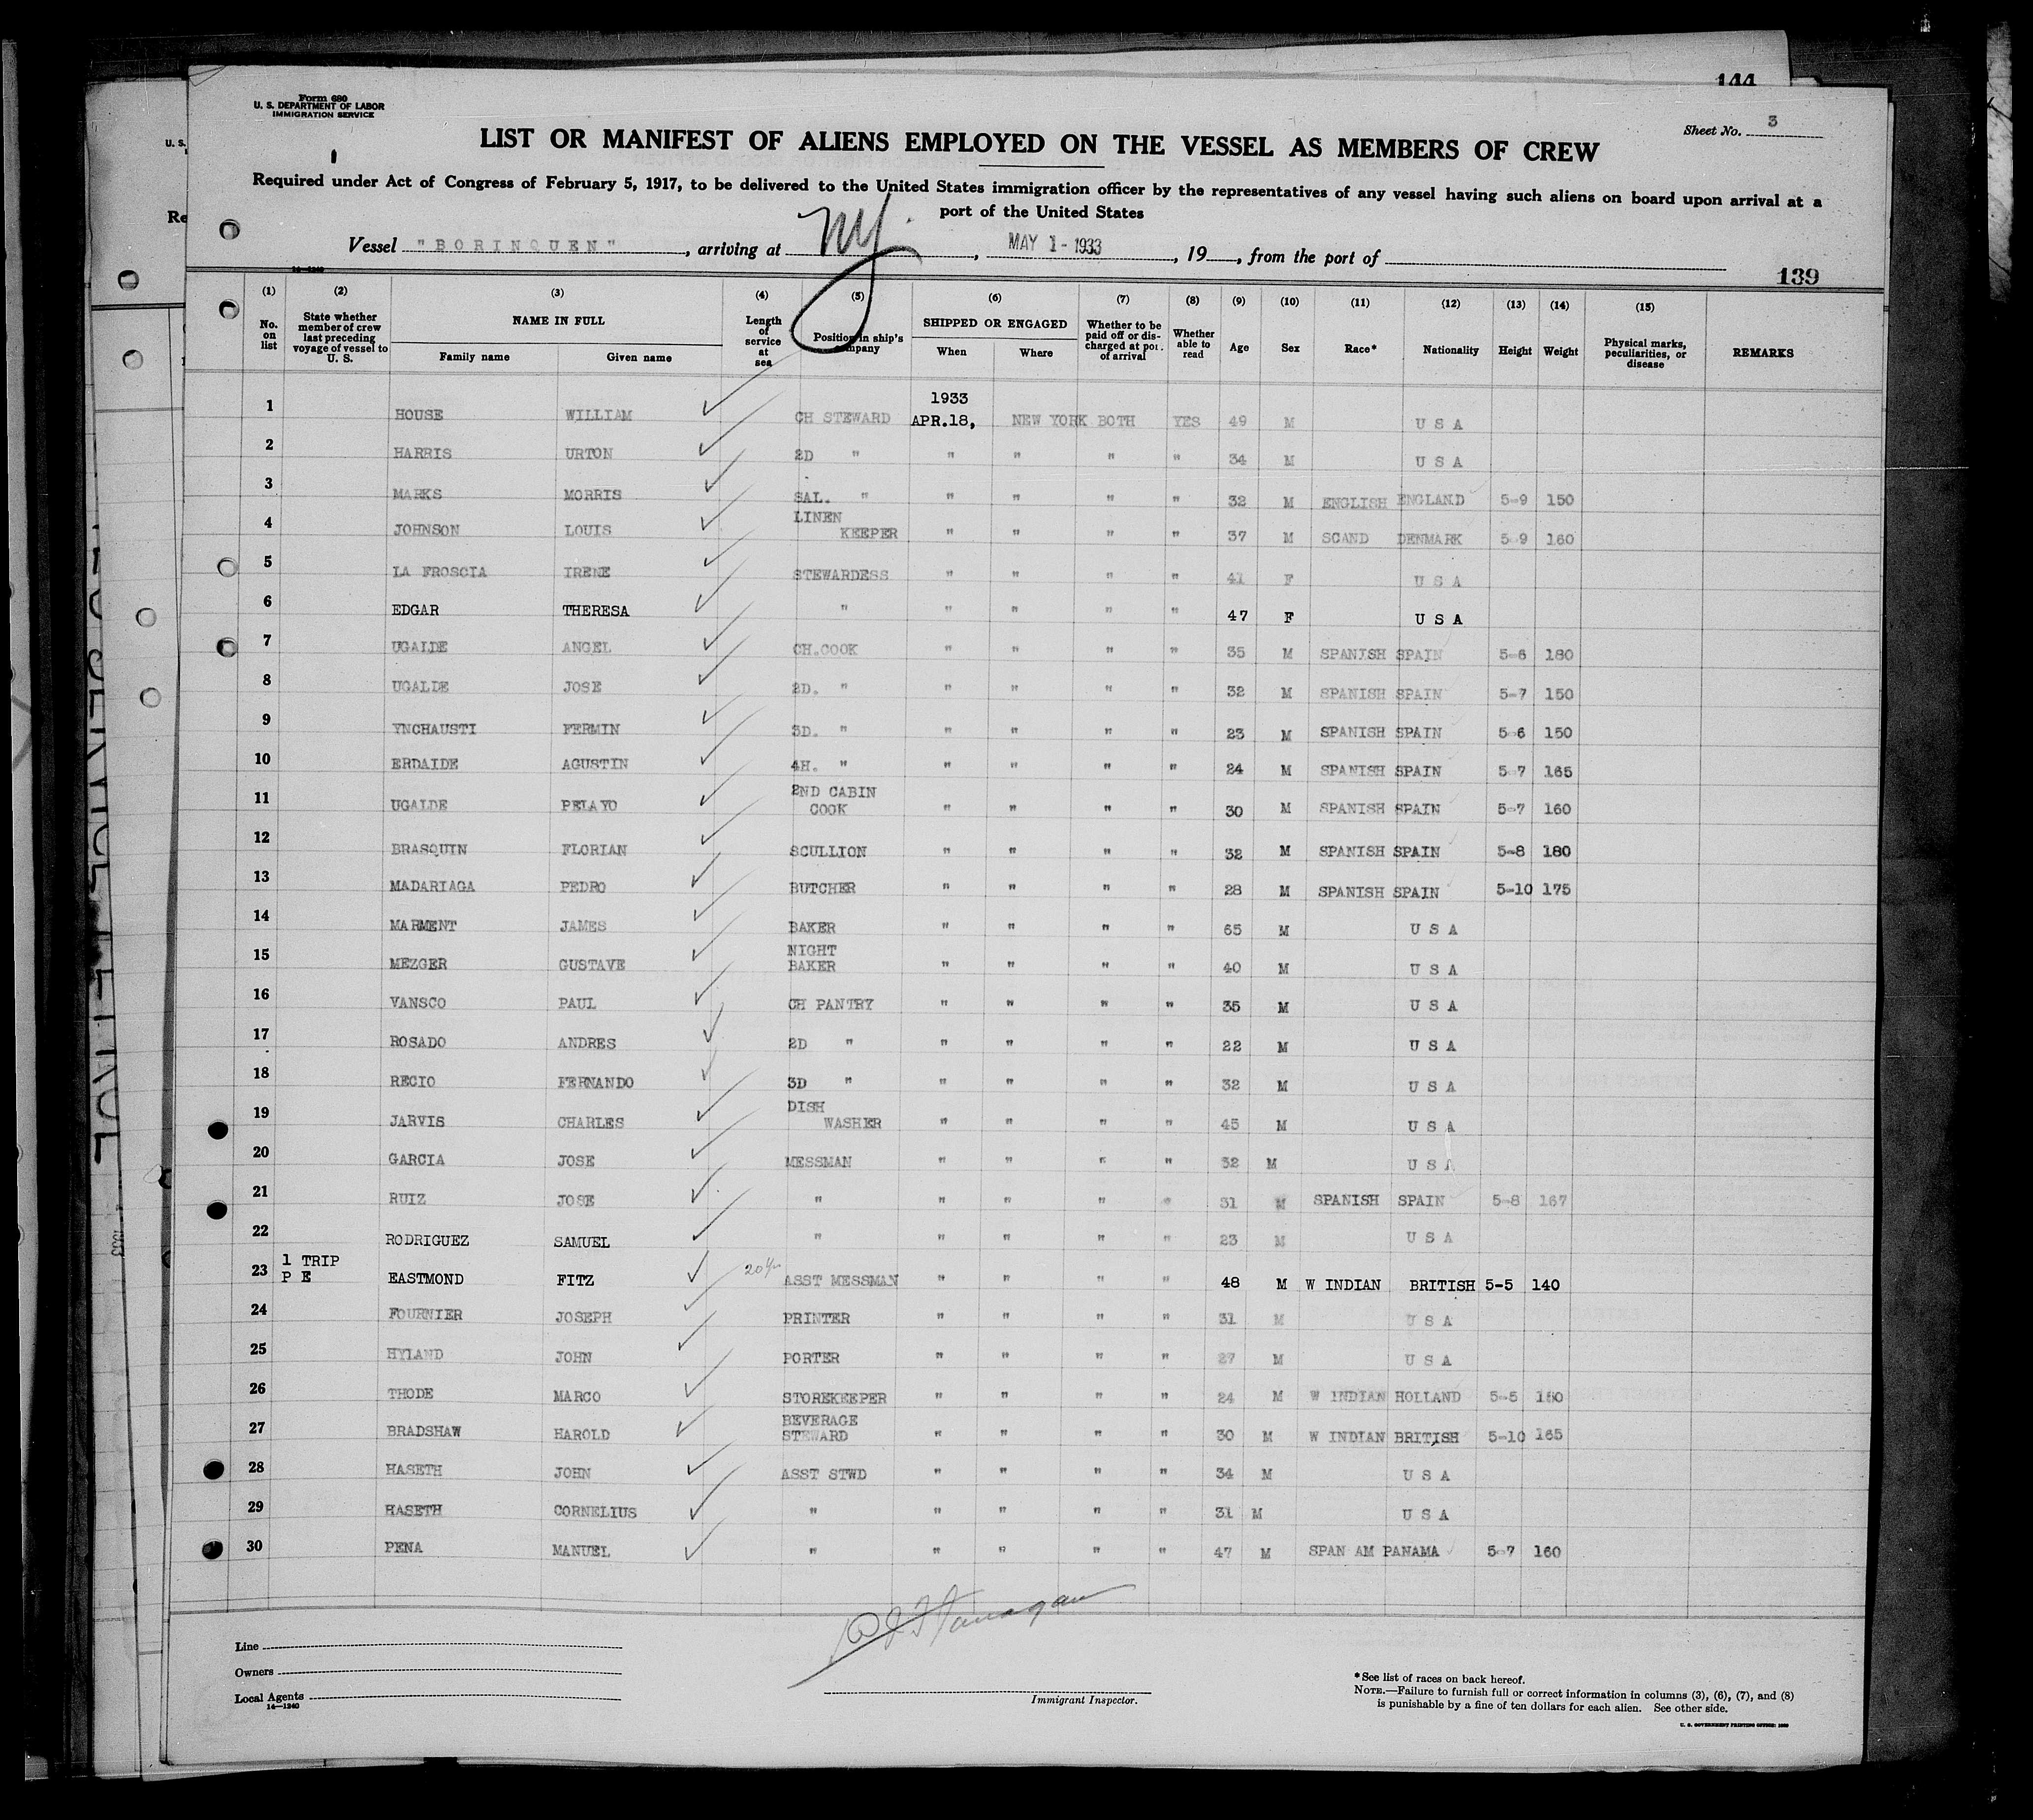 144
Form 680
U. S. DEPARTMENT OF LABOR
IMMIGRATION SERVICE
Sheet No. 3
LIST OR MANIFEST OF ALIENS EMPLOYED ON THE VESSEL AS MEMBERS OF CREW
Required under Act of Congress of February 5, 1917, to be delivered to the United States immigration officer by the representatives of any vessel having such aliens on board upon arrival at a
port of the United States
Vessel "BORINQUEN", arriving at NY., MAY 1-1933, 19__, from the port of
14—1240
139
(1) (2) (3) (4) (5) (6) (7) (8) (9) (10) (11) (12) (13) (14) (15)
No. on list State whether member of crew last preceding voyage of vessel to U. S. NAME IN FULL Family name Given name Length of service at sea Position in ship's company SHIPPED OR ENGAGED When Where Whether to be paid off or discharged at port of arrival Whether able to read Age Sex Race* Nationality Height Weight Physical marks, peculiarities, or disease REMARKS
1933
1 HOUSE WILLIAM ✓ CH STEWARD APR.18, NEW YORK BOTH YES 49 M U S A
2 HARRIS URTON ✓ 2D " " " " " 34 M U S A
3 MARKS MORRIS ✓ SAL. " " " " " 32 M ENGLISH ENGLAND 5-9 150
4 JOHNSON LOUIS ✓ LINEN KEEPER " " " " 37 M SCAND DENMARK 5-9 160
5 LA FROSCIA IRENE ✓ STEWARDESS " " " " 41 F U S A
6 EDGAR THERESA ✓ " " " " " 47 F U S A
7 UGALDE ANGEL ✓ CH.COOK " " " " 35 M SPANISH SPAIN 5-6 180
8 UGALDE JOSE ✓ 2D. " " " " " 32 M SPANISH SPAIN 5-7 150
9 YNCHAUSTI FERMIN ✓ 3D. " " " " " 23 M SPANISH SPAIN 5-6 150
10 ERDAIDE AGUSTIN ✓ 4H. " " " " " 24 M SPANISH SPAIN 5-7 165
11 UGALDE PELAYO ✓ 2ND CABIN COOK " " " " 30 M SPANISH SPAIN 5-7 160
12 BRASQUIN FLORIAN ✓ SCULLION " " " " 32 M SPANISH SPAIN 5-8 180
13 MADARIAGA PEDRO ✓ BUTCHER " " " " 28 M SPANISH SPAIN 5-10 175
14 MARMENT JAMES ✓ BAKER " " " " 65 M U S A
15 MEZGER GUSTAVE ✓ NIGHT BAKER " " " " 40 M U S A
16 VANSCO PAUL ✓ CH PANTRY " " " " 35 M U S A
17 ROSADO ANDRES ✓ 2D " " " " " 22 M U S A
18 RECIO FERNANDO ✓ 3D " " " " " 32 M U S A
19 JARVIS CHARLES ✓ DISH WASHER " " " " 45 M U S A
20 GARCIA JOSE ✓ MESSMAN " " " " 32 M U S A
21 RUIZ JOSE ✓ " " " " " 31 M SPANISH SPAIN 5-8 167
22 RODRIGUEZ SAMUEL ✓ " " " " " 23 M U S A
23 1 TRIP P E EASTMOND FITZ ✓ ASST MESSMAN " " " " 48 M W INDIAN BRITISH 5-5 140
24 FOURNIER JOSEPH ✓ PRINTER " " " " 31 M U S A
25 HYLAND JOHN ✓ PORTER " " " " 27 M U S A
26 THODE MARCO ✓ STOREKEEPER " " " " 24 M W INDIAN HOLLAND 5-5
27 BRADSHAW HAROLD ✓ BEVERAGE STEWARD " " " " 30 M W INDIAN BRITISH 5-10 165
28 HASETH JOHN ✓ ASST STWD " " " " 34 M U S A
29 HASETH CORNELIUS ✓ " " " " " 31 M U S A
30 PENA MANUEL ✓ " " " " " 47 M SPAN AM PANAMA 5-7 160
Line
Owners
Local Agents
14—1240
Immigrant Inspector.
*See list of races on back hereof.
NOTE.—Failure to furnish full or correct information in columns (3), (6), (7), and (8)
is punishable by a fine of ten dollars for each alien. See other side.
U. S. GOVERNMENT PRINTING OFFICE: